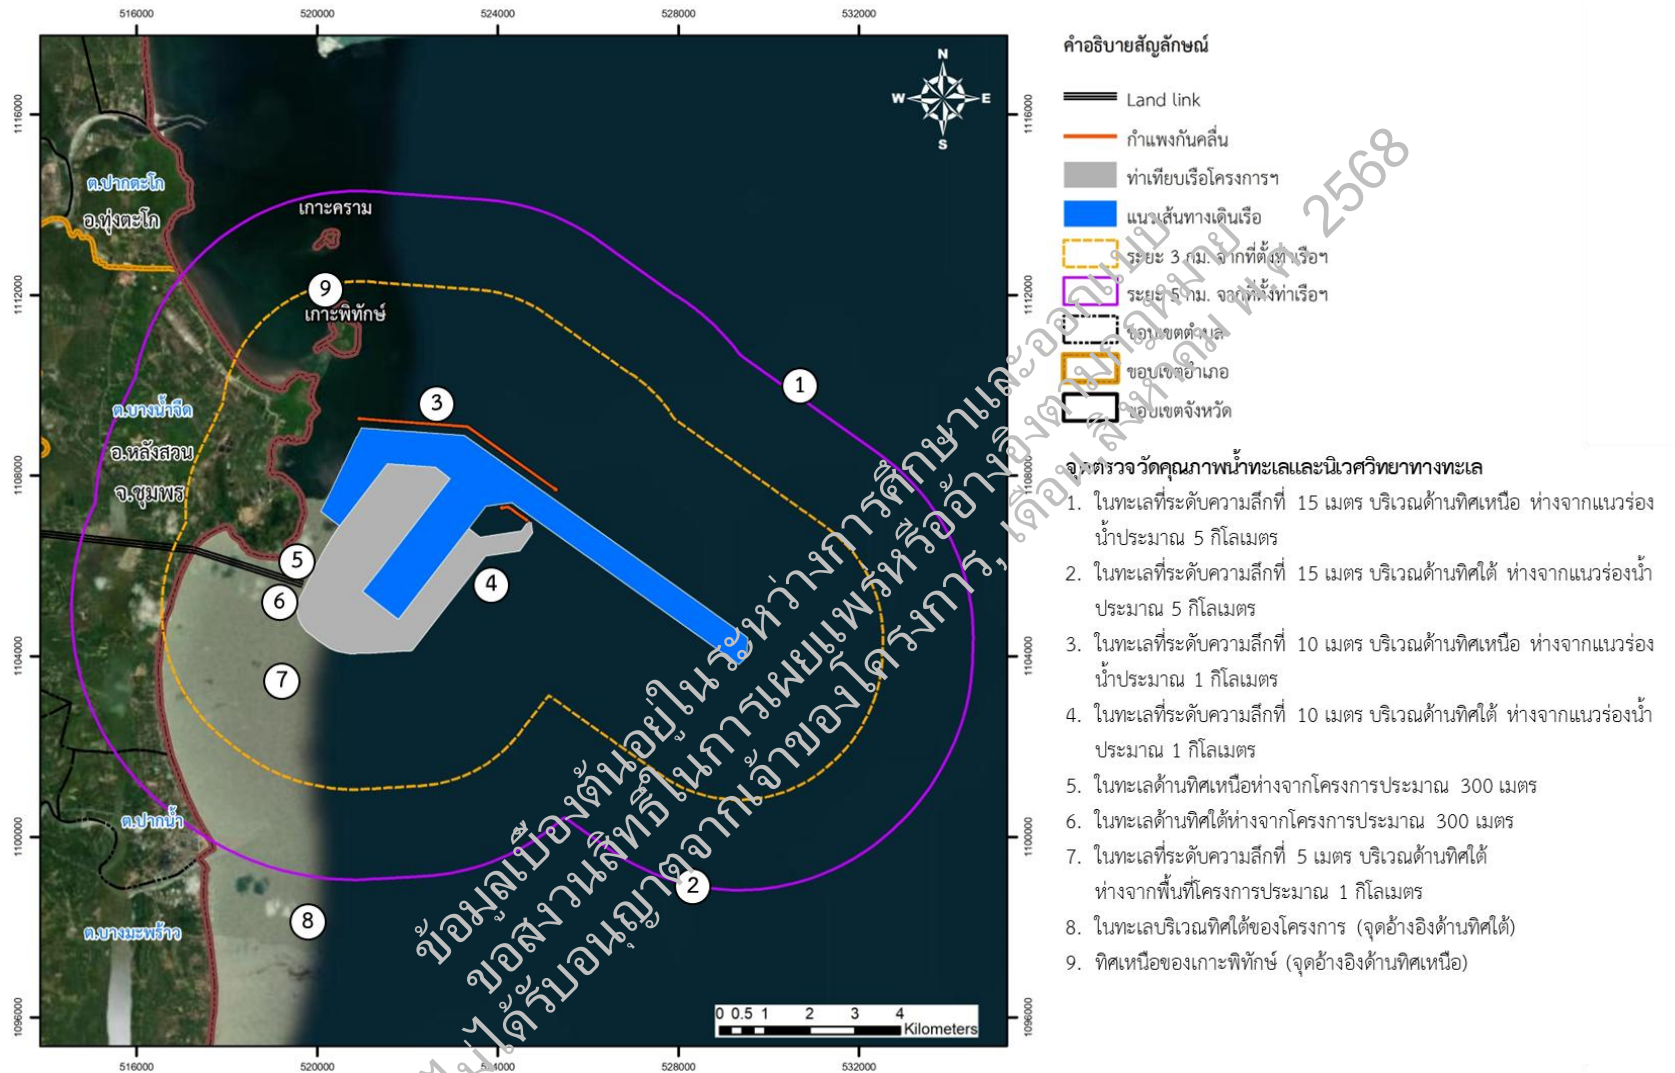 516000 520000 524000 528000 532000
1116000
1112000
1108000
1104000
1100000
1096000
1116000
1112000
1108000
1104000
1100000
1096000
N
W E
S
ต.ปากตะโก
อ.ทุ่งตะโก
เกาะคราม
9
เกาะพิทักษ์
1
3
ต.บางน้ำจืด
อ.หลังสวน
จ.ชุมพร
5
4
6
7
ต.ปากน้ำ
2
8
ต.บางมะพร้าว
0 0.5 1 2 3 4
Kilometers
516000 520000 524000 528000 532000
คำอธิบายสัญลักษณ์
Land link
กำแพงกันคลื่น
ท่าเทียบเรือโครงการฯ
แนวเส้นทางเดินเรือ
ระยะ 3 กม. จากที่ตั้งท่าเรือฯ
ระยะ 5 กม. จากที่ตั้งท่าเรือฯ
ขอบเขตตำบล
ขอบเขตอำเภอ
ขอบเขตจังหวัด
จุดตรวจวัดคุณภาพน้ำทะเลและนิเวศวิทยาทางทะเล
1. ในทะเลที่ระดับความลึกที่ 15 เมตร บริเวณด้านทิศเหนือ ห่างจากแนวร่อง
น้ำประมาณ 5 กิโลเมตร
2. ในทะเลที่ระดับความลึกที่ 15 เมตร บริเวณด้านทิศใต้ ห่างจากแนวร่องน้ำ
ประมาณ 5 กิโลเมตร
3. ในทะเลที่ระดับความลึกที่ 10 เมตร บริเวณด้านทิศเหนือ ห่างจากแนวร่อง
น้ำประมาณ 1 กิโลเมตร
4. ในทะเลที่ระดับความลึกที่ 10 เมตร บริเวณด้านทิศใต้ ห่างจากแนวร่องน้ำ
ประมาณ 1 กิโลเมตร
5. ในทะเลด้านทิศเหนือห่างจากโครงการประมาณ 300 เมตร
6. ในทะเลด้านทิศใต้ห่างจากโครงการประมาณ 300 เมตร
7. ในทะเลที่ระดับความลึกที่ 5 เมตร บริเวณด้านทิศใต้
ห่างจากพื้นที่โครงการประมาณ 1 กิโลเมตร
8. ในทะเลบริเวณทิศใต้ของโครงการ (จุดอ้างอิงด้านทิศใต้)
9. ทิศเหนือของเกาะพิทักษ์ (จุดอ้างอิงด้านทิศเหนือ)
ข้อมูลเบื้องต้นอยู่ในระหว่างการศึกษาและออกแบบ
ขอสงวนสิทธิ์ในการเผยแพร่หรืออ้างอิงตามกฎหมาย
ไม่ได้รับอนุญาตจากเจ้าของโครงการ, เดือน สิงหาคม พ.ศ. 2568